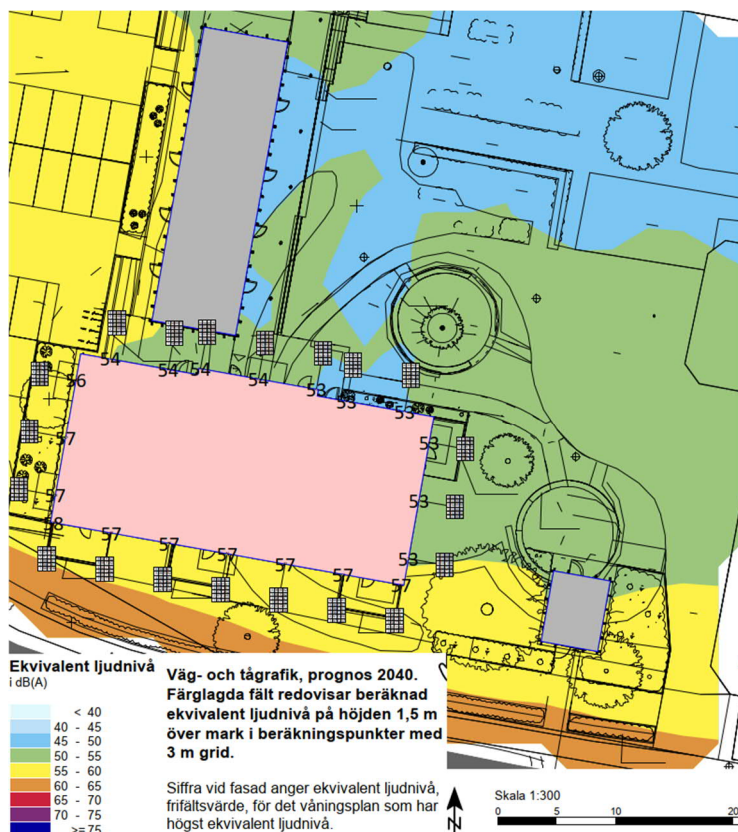 54
54
54
54
53
53
53
56
57
57
58
53
53
53
57
57
57
57
57
57
Ekvivalent ljudnivå
i dB(A)
< 40
40 - 45
45 - 50
50 - 55
55 - 60
60 - 65
65 - 70
70 - 75
>=75
Väg- och tågrafik, prognos 2040.
Färglagda fält redovisar beräknad
ekvivalent ljudnivå på höjden 1,5 m
över mark i beräkningspunkter med
3 m grid.
Siffra vid fasad anger ekvivalent ljudnivå,
frifältsvärde, för det våningsplan som har
högst ekvivalent ljudnivå.
N
Skala 1:300
0 5 10 20